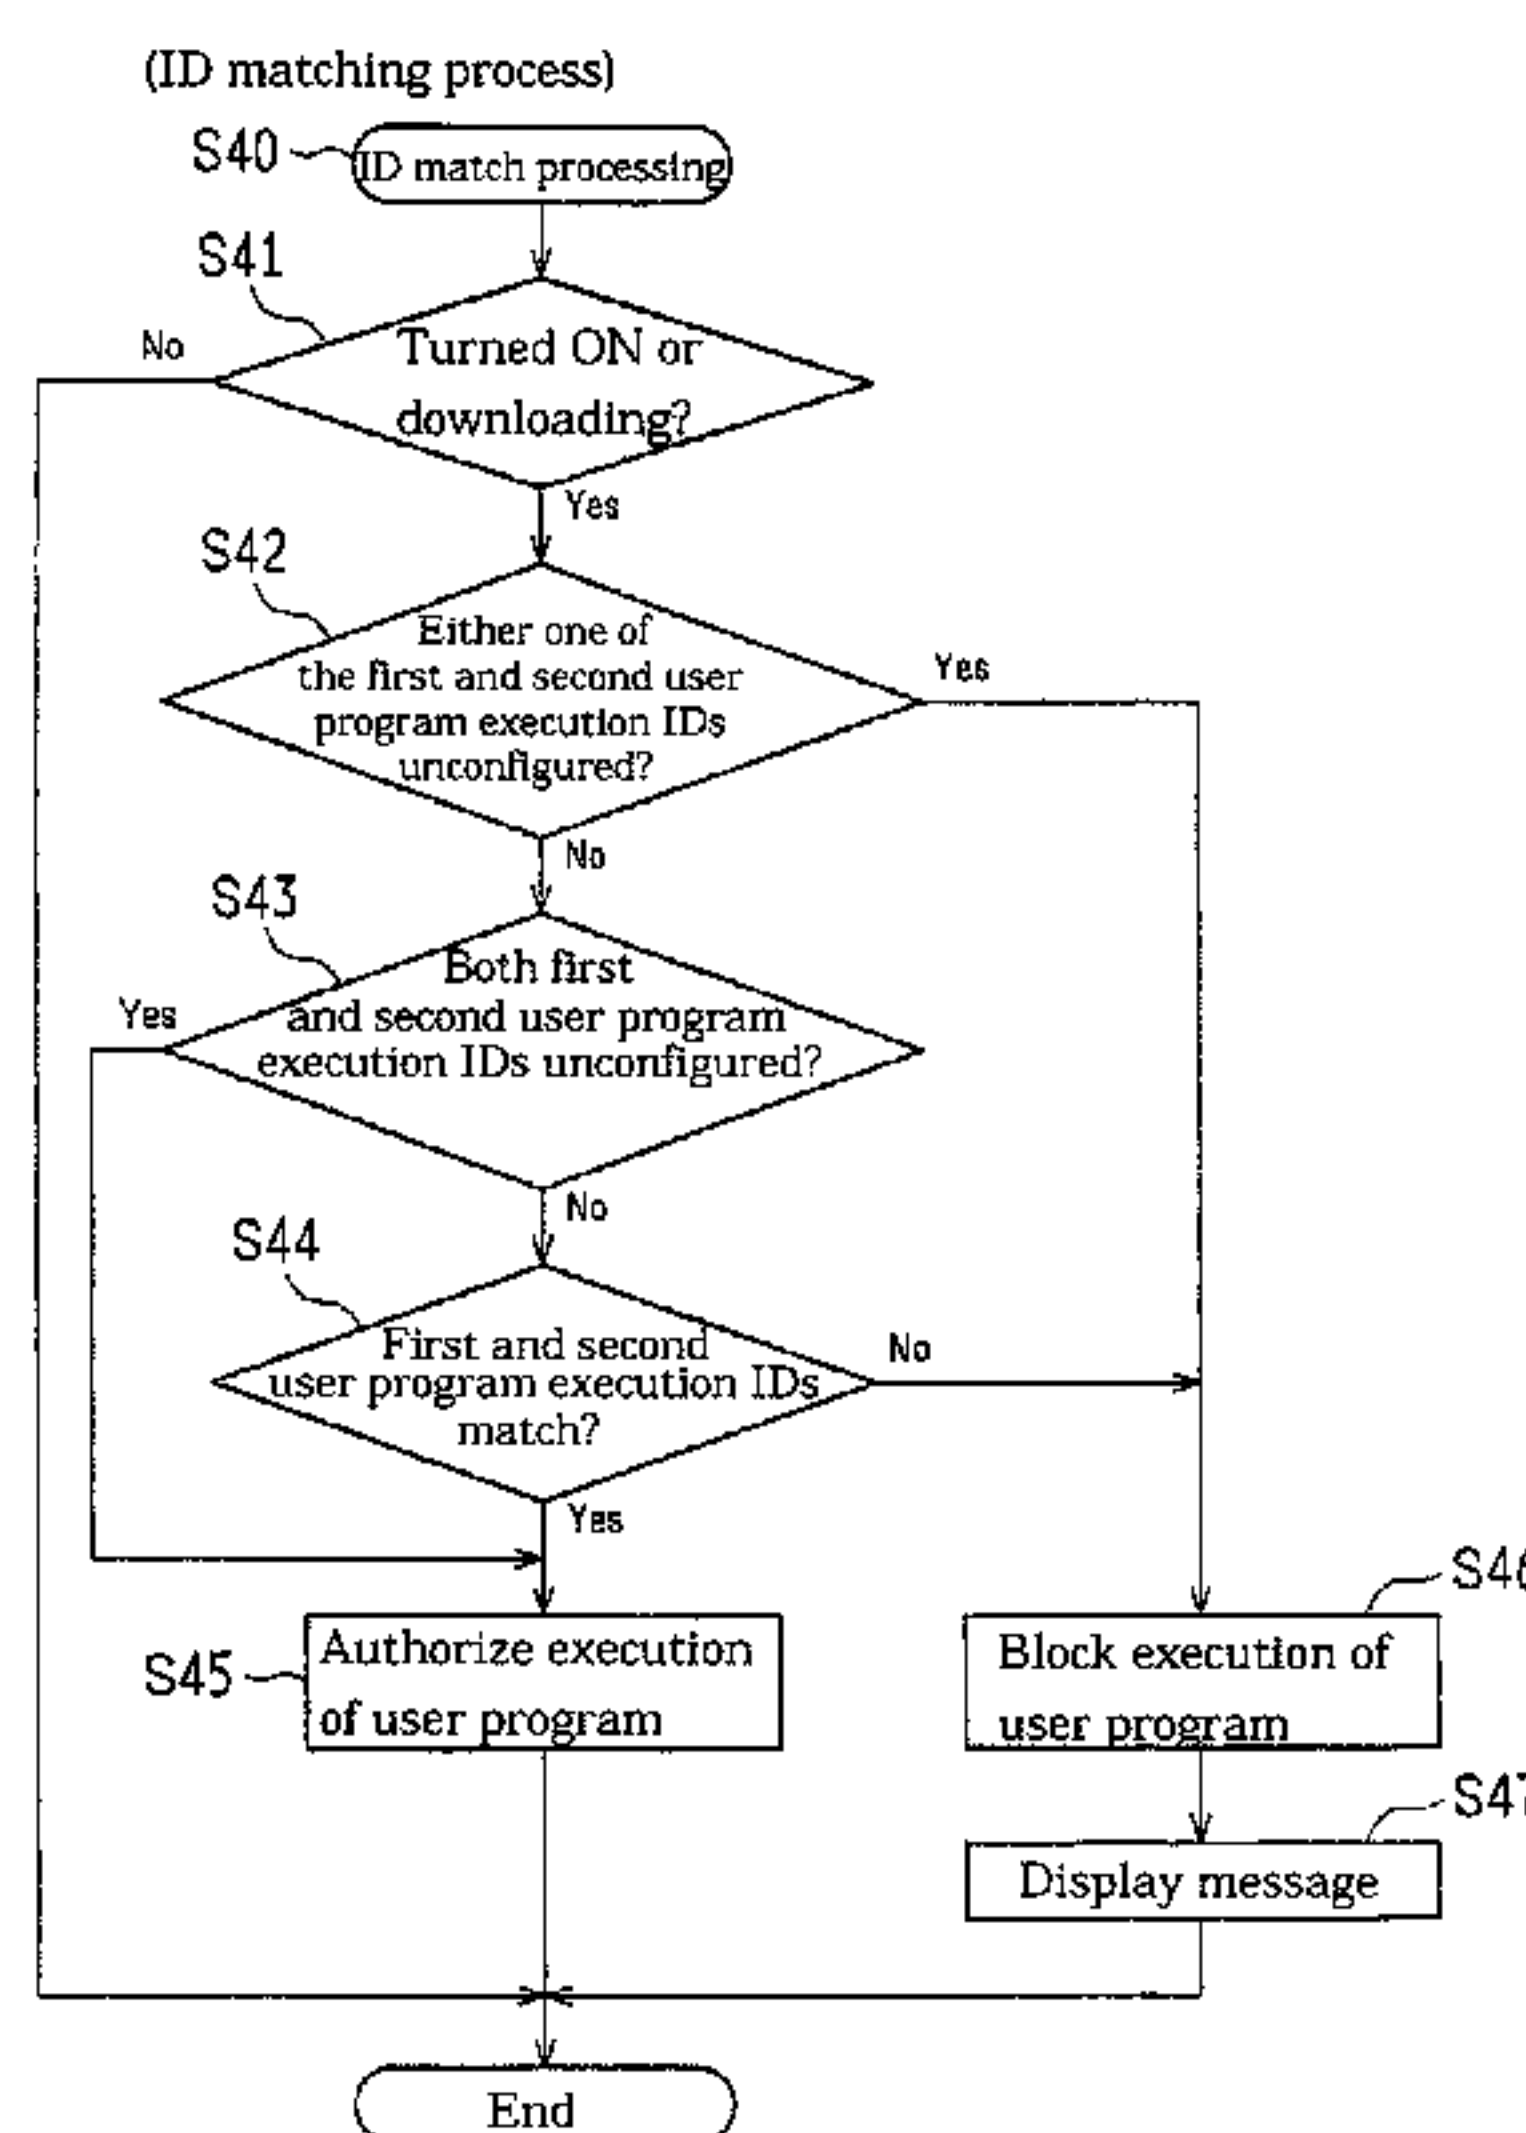 (ID matching process)
S40
ID match processing
S41
No
Turned ON or
downloading?
Yes
S42
Either one of
the first and second user
program execution IDs
unconfigured?
Yes
No
S43
Both first
and second user program
execution IDs unconfigured?
Yes
No
S44
First and second
user program execution IDs
match?
No
Yes
S45
Authorize execution
of user program
S46
Block execution of
user program
S47
Display message
End